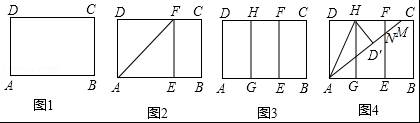 D C
A B
图1
D F C
A E B
图2
D H F C
A G E B
图3
D H F C
N M
D'
A G E B
图4